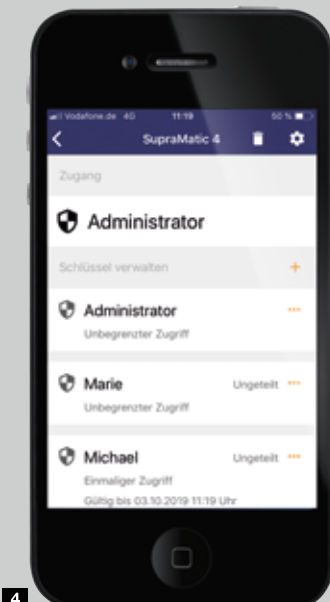 Vodafone.de 4G 11:19 50 %
SupraMatic 4
Zugang
Administrator
Schlüssel verwalten +
Administrator ...
Unbegrenzter Zugriff
Marie Ungeteilt ...
Unbegrenzter Zugriff
Michael Ungeteilt ...
Einmaliger Zugriff
Gültig bis 03.10.2019 11:19 Uhr
4